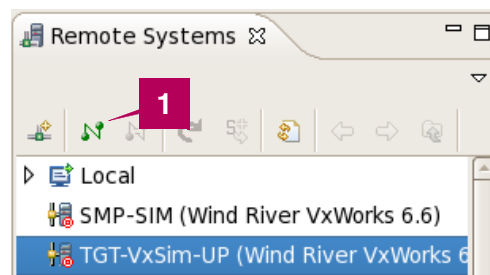 Remote Systems
1
Local
SMP-SIM (Wind River VxWorks 6.6)
TGT-VxSim-UP (Wind River VxWorks 6